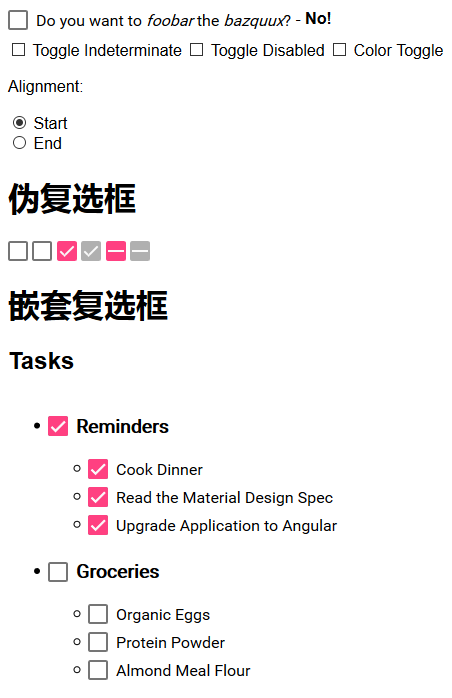 Do you want to foobar the bazquux? - No!
Toggle Indeterminate Toggle Disabled Color Toggle
Alignment:
Start
End
伪复选框
嵌套复选框
Tasks
Reminders
Cook Dinner
Read the Material Design Spec
Upgrade Application to Angular
Groceries
Organic Eggs
Protein Powder
Almond Meal Flour